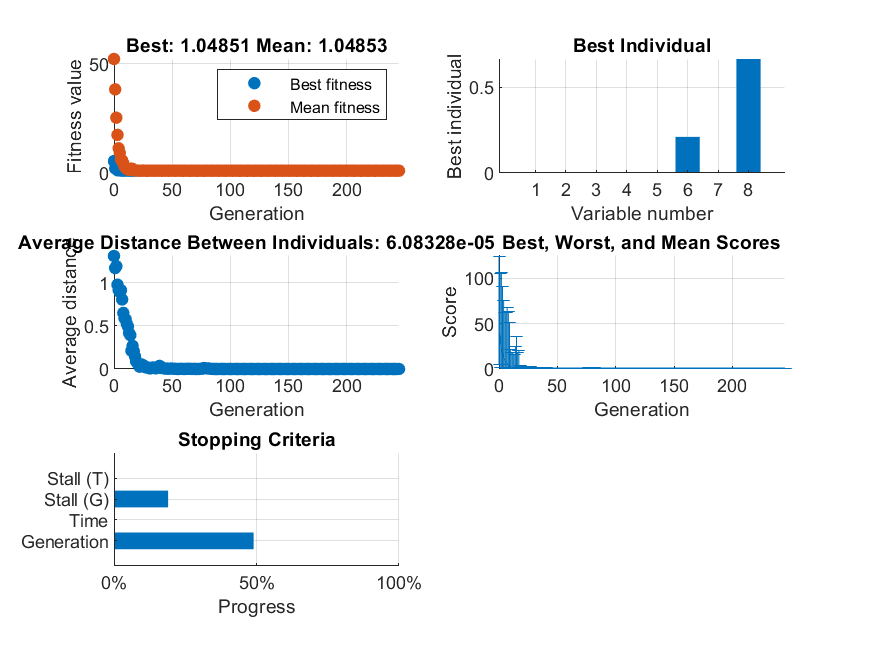 Best: 1.04851 Mean: 1.04853
Fitness value
50
0
Best fitness
Mean fitness
0 50 100 150 200
Generation
Best Individual
Best individual
0.5
0
1 2 3 4 5 6 7 8
Variable number
Average Distance Between Individuals: 6.08328e-05
Average distance
1
0.5
0
0 50 100 150 200
Generation
Best, Worst, and Mean Scores
Score
100
50
0
0 50 100 150 200
Generation
Stopping Criteria
Stall (T)
Stall (G)
Time
Generation
0% 50% 100%
Progress